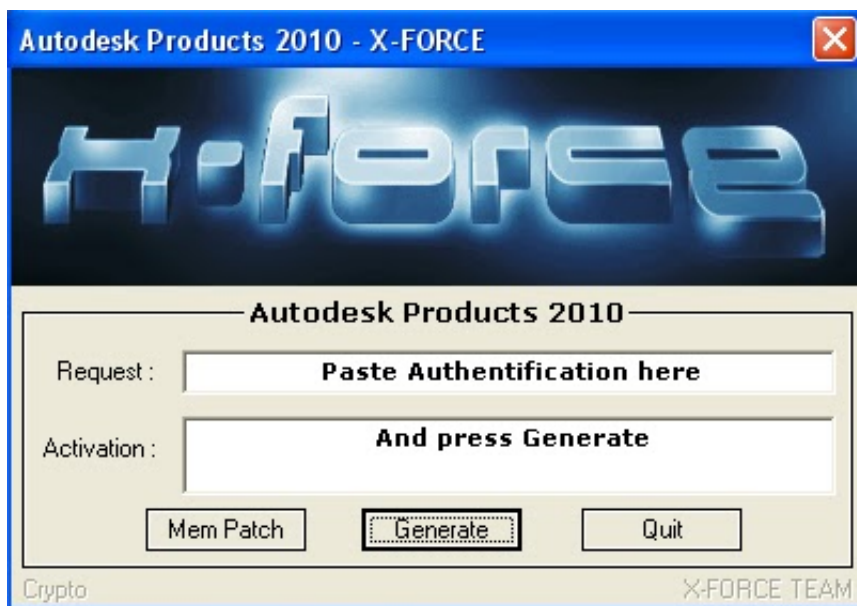 Autodesk Products 2010 - X-FORCE
x-force
Autodesk Products 2010
Request :
Paste Authentification here
Activation :
And press Generate
Mem Patch Generate Quit
Crypto X-FORCE TEAM